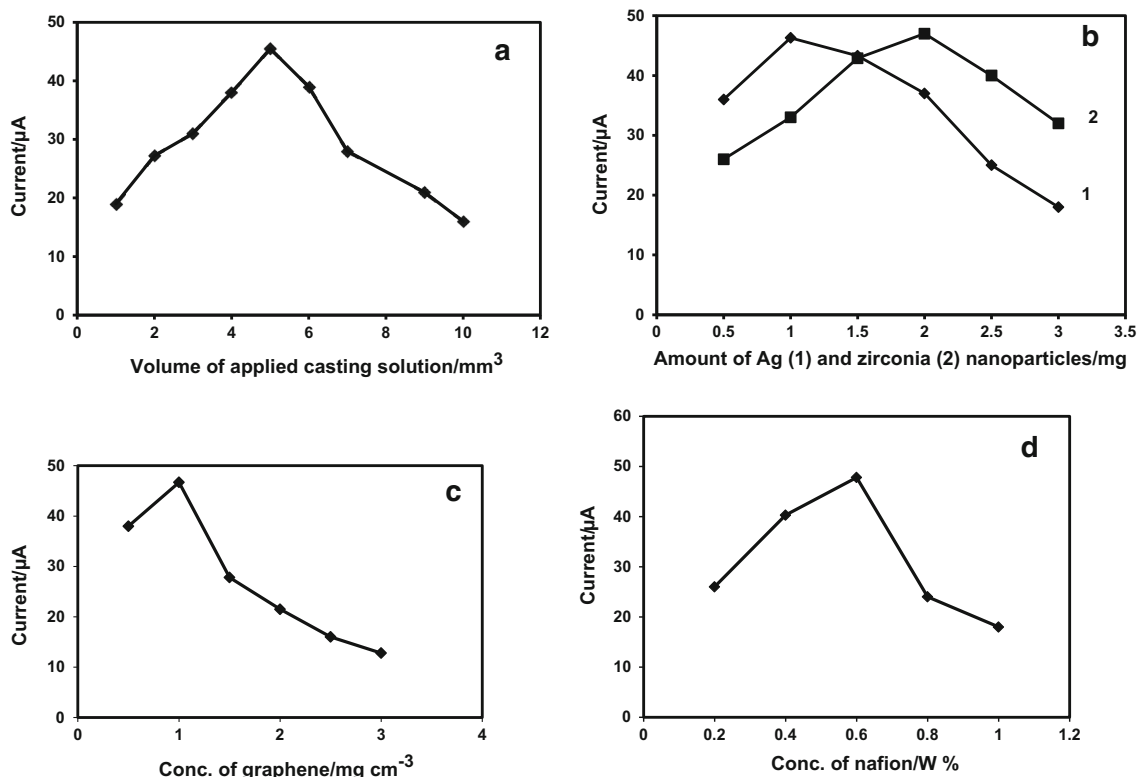 a
50
40
30
20
10
0
Current/µA
0 2 4 6 8 10 12
Volume of applied casting solution/mm³
b
50
40
30
20
10
0
Current/µA
2
1
0 0.5 1 1.5 2 2.5 3 3.5
Amount of Ag (1) and zirconia (2) nanoparticles/mg
c
50
40
30
20
10
0
Current/µA
0 1 2 3 4
Conc. of graphene/mg cm⁻³
d
60
50
40
30
20
10
0
Current/µA
0 0.2 0.4 0.6 0.8 1 1.2
Conc. of nafion/W %